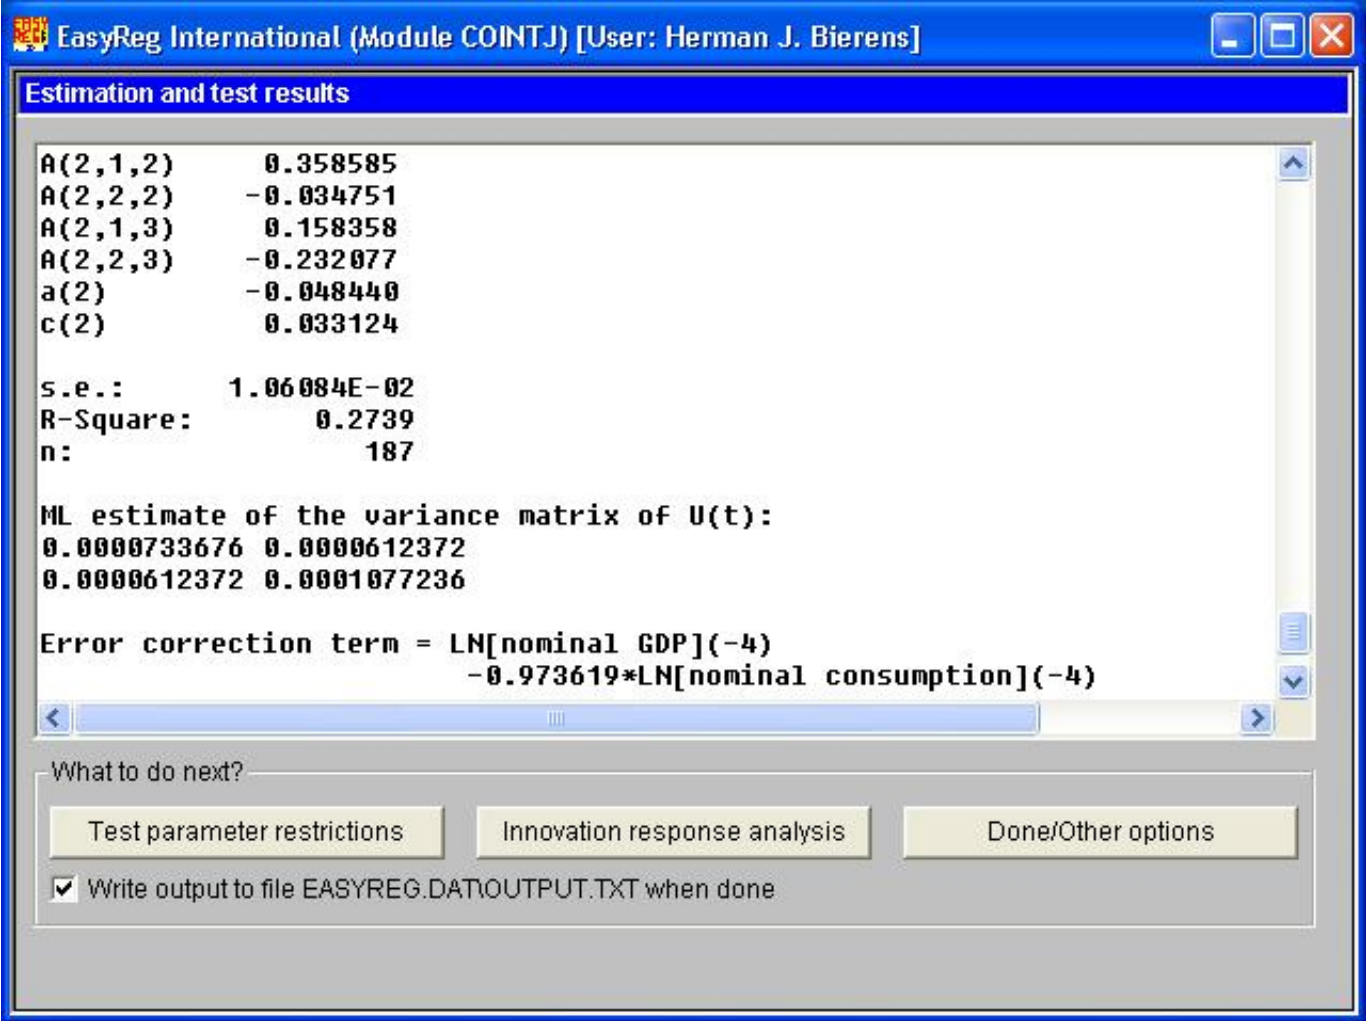 EasyReg International (Module COINTJ) [User: Herman J. Bierens]
Estimation and test results
A(2,1,2) 0.358585
A(2,2,2) -0.034751
A(2,1,3) 0.158358
A(2,2,3) -0.232077
a(2) -0.048440
c(2) 0.033124
s.e.: 1.06084E-02
R-Square: 0.2739
n: 187
ML estimate of the variance matrix of U(t):
0.0000733676 0.0000612372
0.0000612372 0.0001077236
Error correction term = LN[nominal GDP](-4)
-0.973619*LN[nominal consumption](-4)
What to do next?
Test parameter restrictions
Innovation response analysis
Done/Other options
Write output to file EASYREG.DAT\OUTPUT.TXT when done